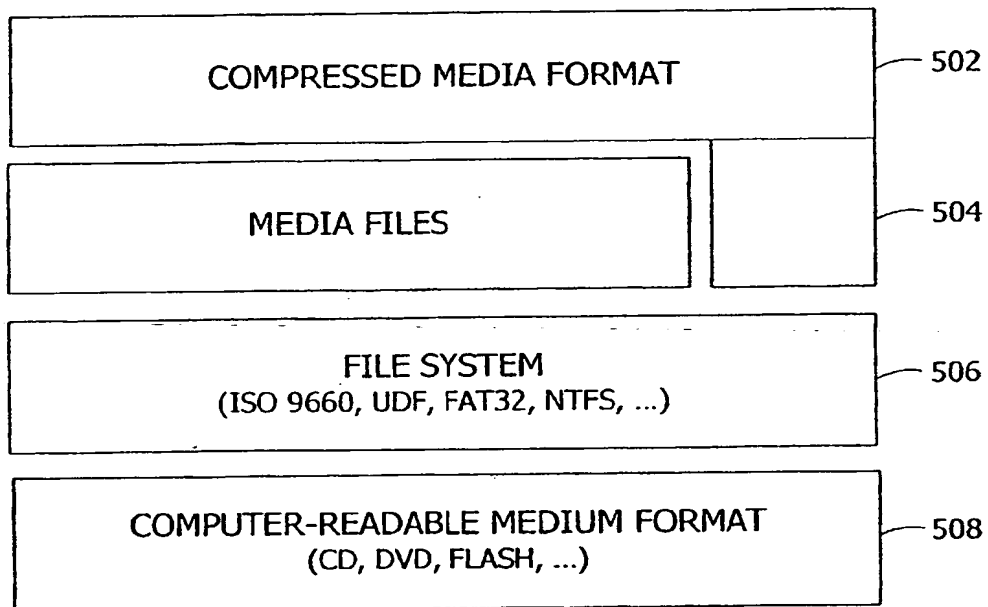 COMPRESSED MEDIA FORMAT
502
MEDIA FILES
504
FILE SYSTEM
(ISO 9660, UDF, FAT32, NTFS, ...)
506
COMPUTER-READABLE MEDIUM FORMAT
(CD, DVD, FLASH, ...)
508